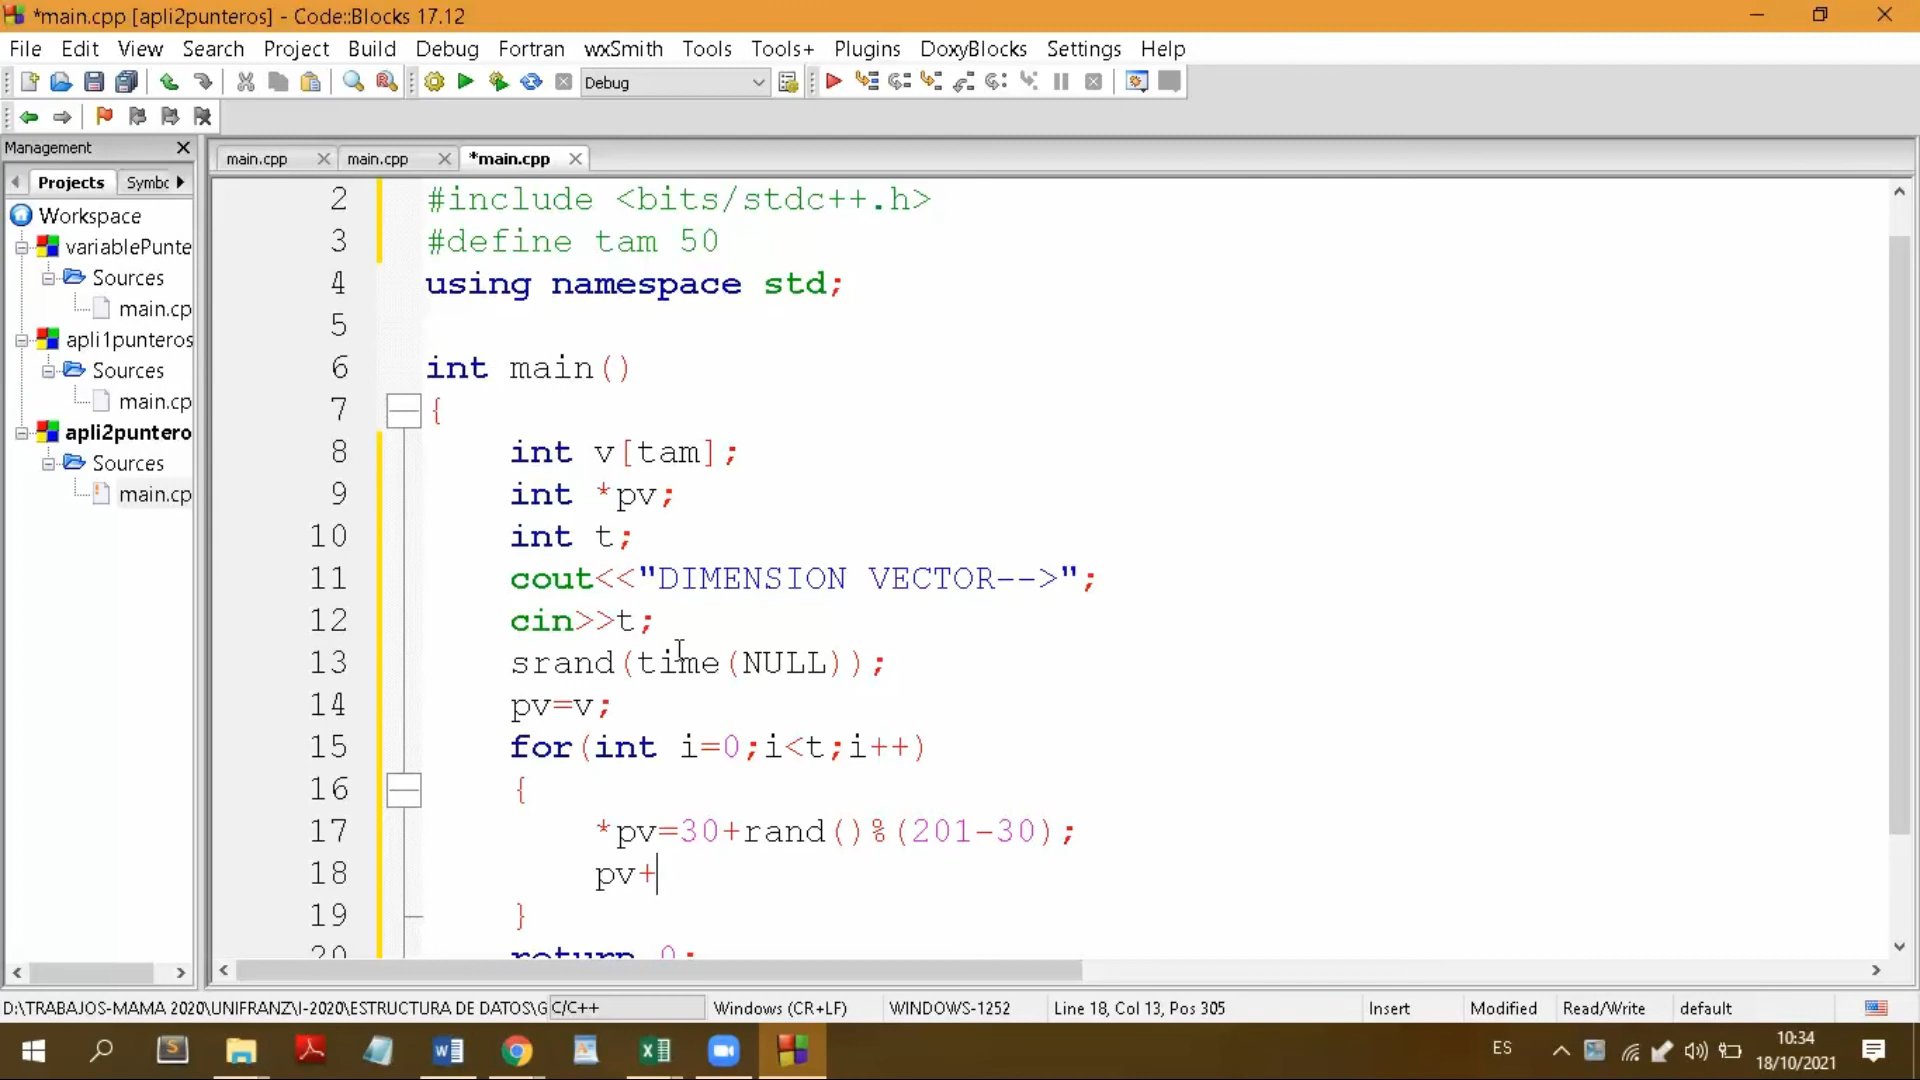 *main.cpp [apli2punteros] - Code::Blocks 17.12
File Edit View Search Project Build Debug Fortran wxSmith Tools Tools+ Plugins DoxyBlocks Settings Help
Debug
Management
Projects Symbc
main.cpp main.cpp *main.cpp
Workspace
variablePunte
Sources
main.cp
apli1punteros
Sources
main.cp
apli2puntero
Sources
main.cp
2 #include <bits/stdc++.h>
3 #define tam 50
4 using namespace std;
5
6 int main()
7 {
8 int v[tam];
9 int *pv;
10 int t;
11 cout<<"DIMENSION VECTOR-->";
12 cin>>t;
13 srand(time(NULL));
14 pv=v;
15 for(int i=0;i<t;i++)
16 {
17 *pv=30+rand()%(201-30);
18 pv+
19 }
20 return 0;
D:\TRABAJOS-MAMA 2020\UNIFRANZ\I-2020\ESTRUCTURA DE DATOS\G C/C++ Windows (CR+LF) WINDOWS-1252 Line 18, Col 13, Pos 305 Insert Modified Read/Write default
ES 10:34
18/10/2021